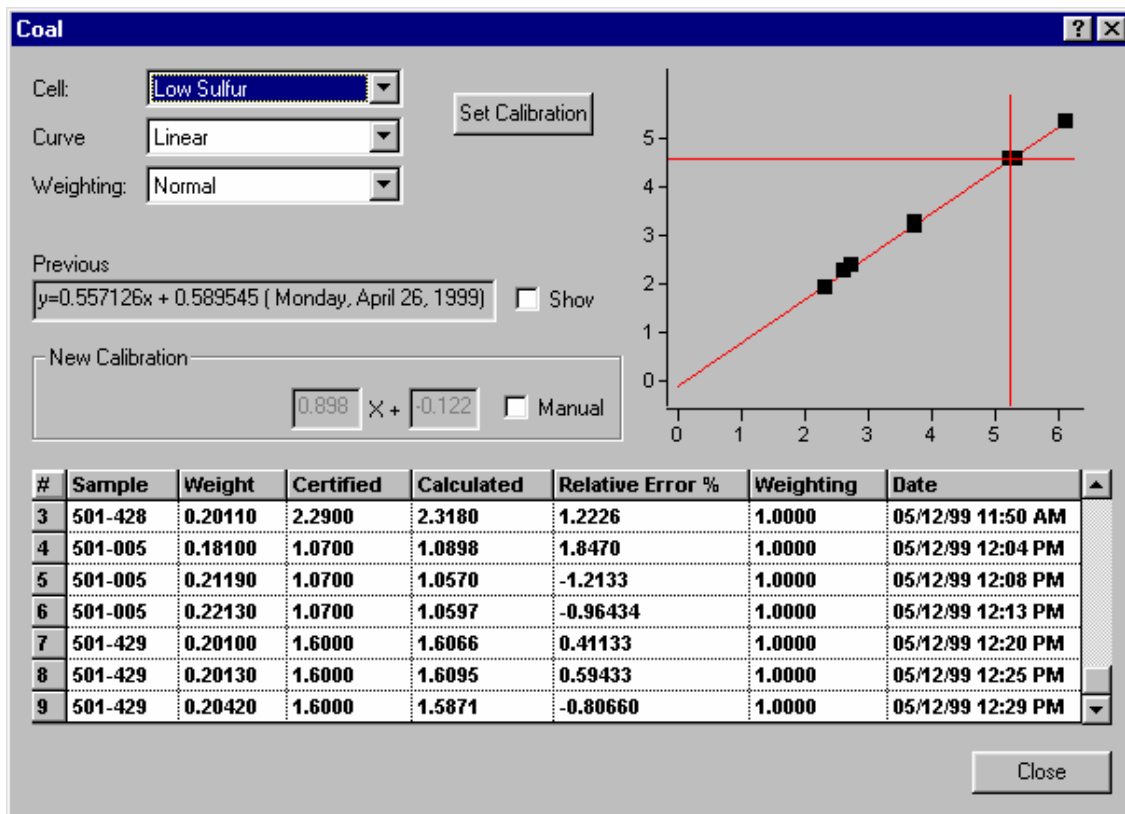 Coal
Cell: Low Sulfur
Set Calibration
Curve Linear
Weighting: Normal
Previous
y=0.557126x + 0.589545 ( Monday, April 26, 1999) Shov
New Calibration
0.898 X + -0.122 Manual
5
4
3
2
1
0
0 1 2 3 4 5 6
# Sample Weight Certified Calculated Relative Error % Weighting Date
3 501-428 0.20110 2.2900 2.3180 1.2226 1.0000 05/12/99 11:50 AM
4 501-005 0.18100 1.0700 1.0898 1.8470 1.0000 05/12/99 12:04 PM
5 501-005 0.21190 1.0700 1.0570 -1.2133 1.0000 05/12/99 12:08 PM
6 501-005 0.22130 1.0700 1.0597 -0.96434 1.0000 05/12/99 12:13 PM
7 501-429 0.20100 1.6000 1.6066 0.41133 1.0000 05/12/99 12:20 PM
8 501-429 0.20130 1.6000 1.6095 0.59433 1.0000 05/12/99 12:25 PM
9 501-429 0.20420 1.6000 1.5871 -0.80660 1.0000 05/12/99 12:29 PM
Close